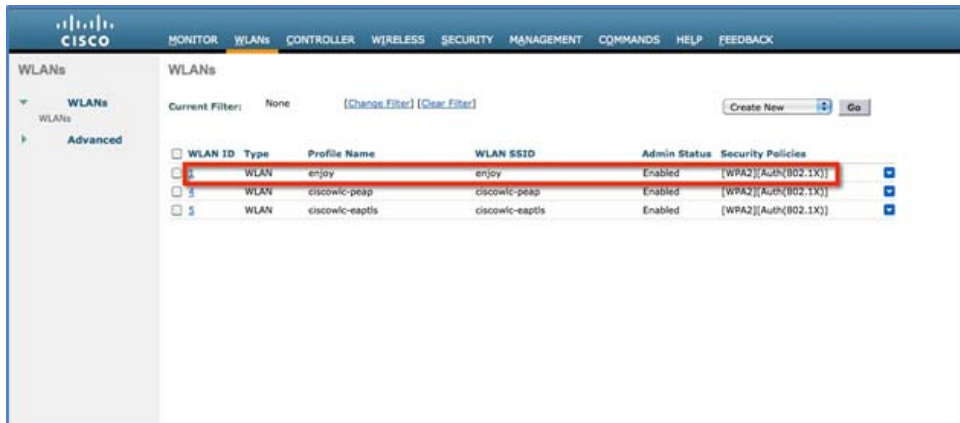 CISCO
MONITOR WLANs CONTROLLER WIRELESS SECURITY MANAGEMENT COMMANDS HELP FEEDBACK
WLANs
WLANs
WLANs
Advanced
WLANs
Current Filter: None [Change Filter] [Clear Filter]
Create New Go
WLAN ID Type Profile Name WLAN SSID Admin Status Security Policies
1 WLAN enjoy enjoy Enabled [WPA2][Auth(802.1X)]
4 WLAN ciscowlc-peap ciscowlc-peap Enabled [WPA2][Auth(802.1X)]
5 WLAN ciscowlc-eaptls ciscowlc-eaptls Enabled [WPA2][Auth(802.1X)]